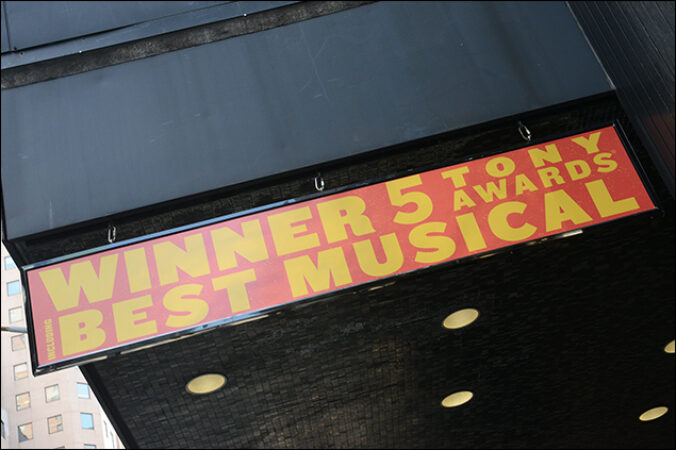 WINNER 5 TONY AWARDS
INCLUDING BEST MUSICAL